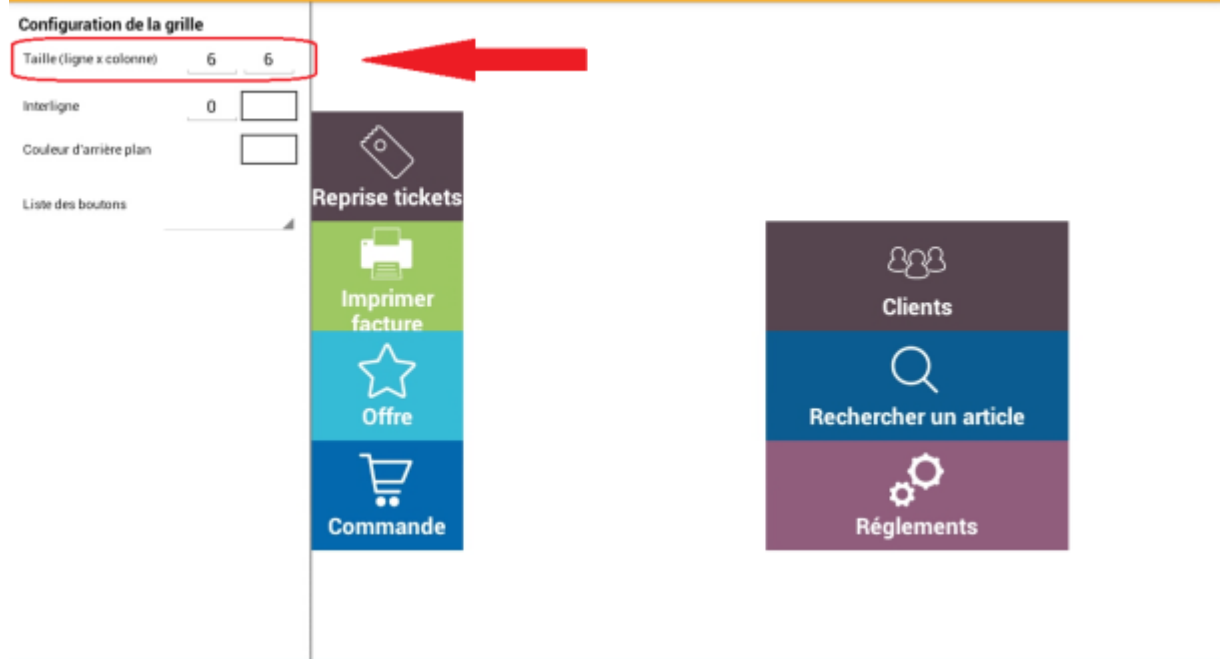 Configuration de la grille
Taille (ligne x colonne) 6 6
Interligne 0
Couleur d'arrière plan
Liste des boutons
Reprise tickets
Imprimer
facture
Offre
Commande
Clients
Rechercher un article
Réglements